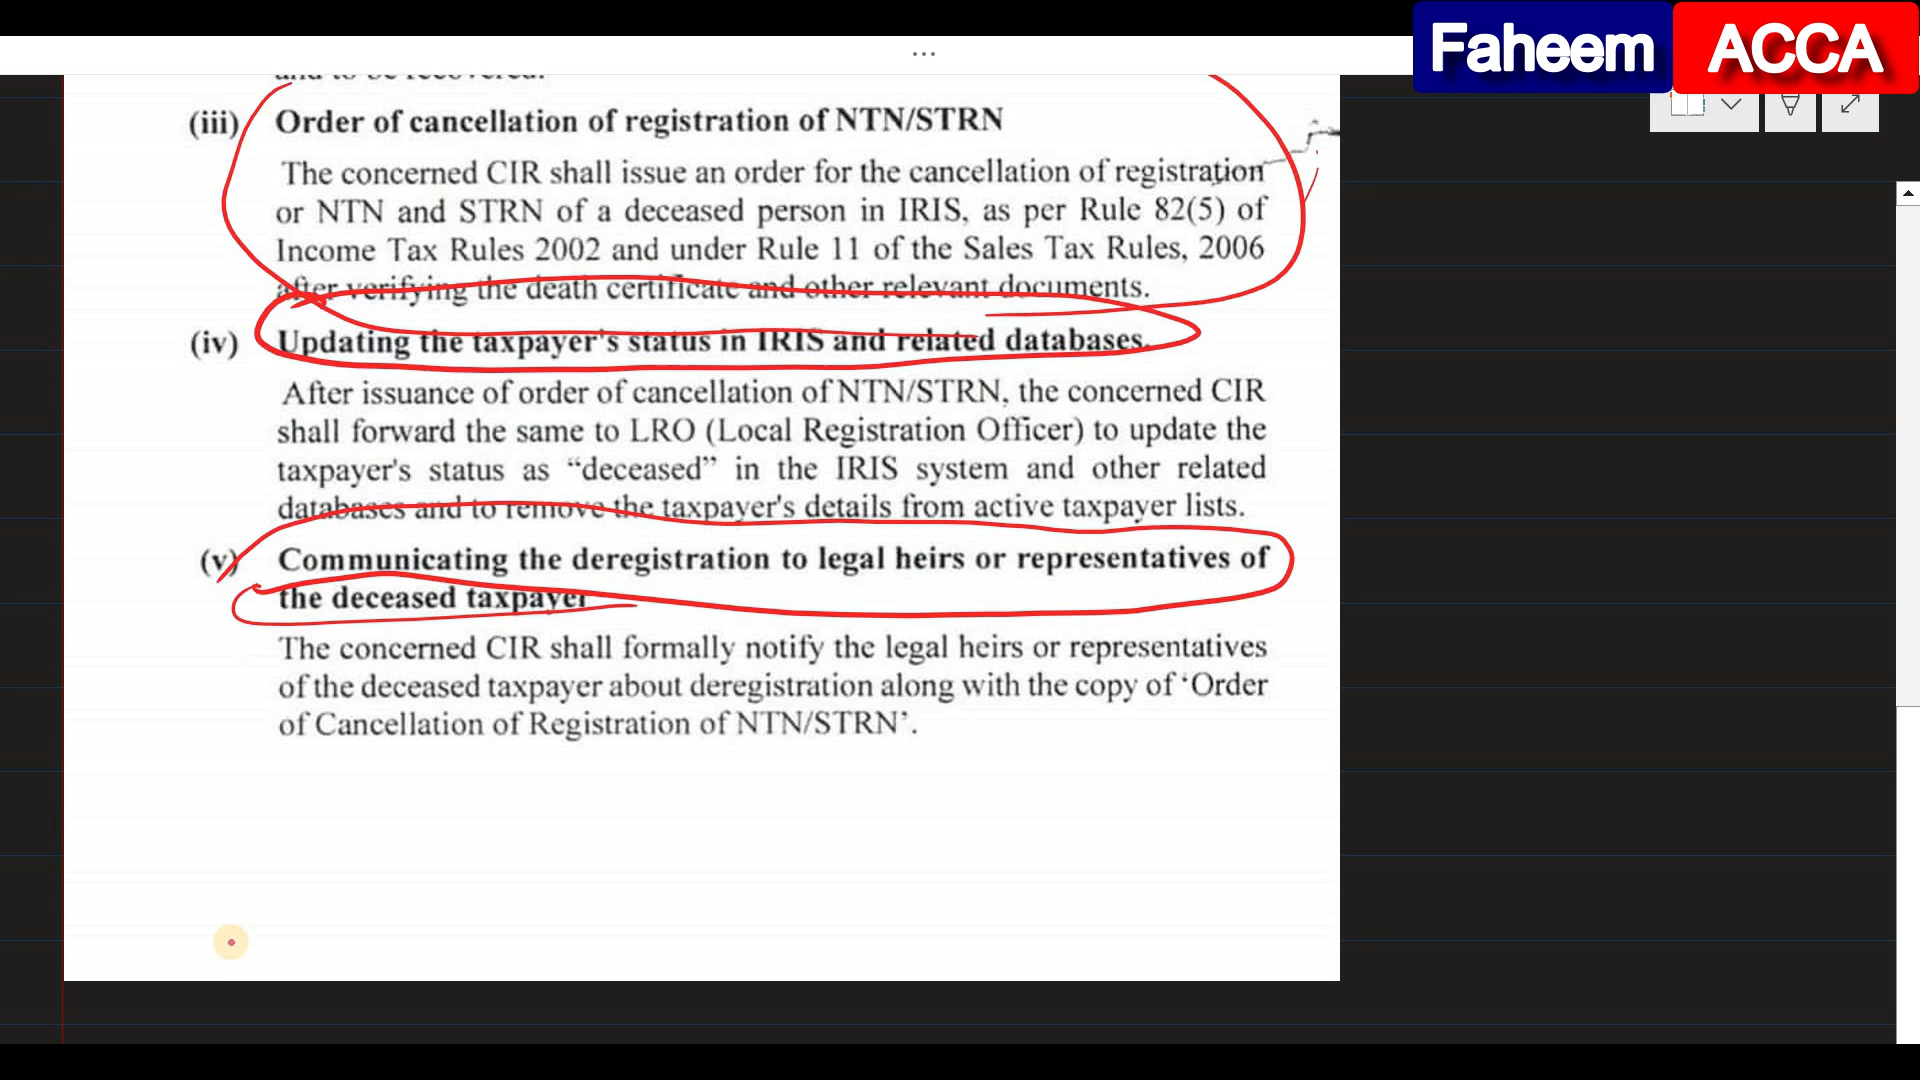 Faheem ACCA
and to be recovered.
(iii) Order of cancellation of registration of NTN/STRN
The concerned CIR shall issue an order for the cancellation of registration
or NTN and STRN of a deceased person in IRIS, as per Rule 82(5) of
Income Tax Rules 2002 and under Rule 11 of the Sales Tax Rules, 2006
after verifying the death certificate and other relevant documents.
(iv) Updating the taxpayer's status in IRIS and related databases.
After issuance of order of cancellation of NTN/STRN, the concerned CIR
shall forward the same to LRO (Local Registration Officer) to update the
taxpayer's status as “deceased” in the IRIS system and other related
databases and to remove the taxpayer's details from active taxpayer lists.
(v) Communicating the deregistration to legal heirs or representatives of
the deceased taxpayer
The concerned CIR shall formally notify the legal heirs or representatives
of the deceased taxpayer about deregistration along with the copy of ‘Order
of Cancellation of Registration of NTN/STRN’.